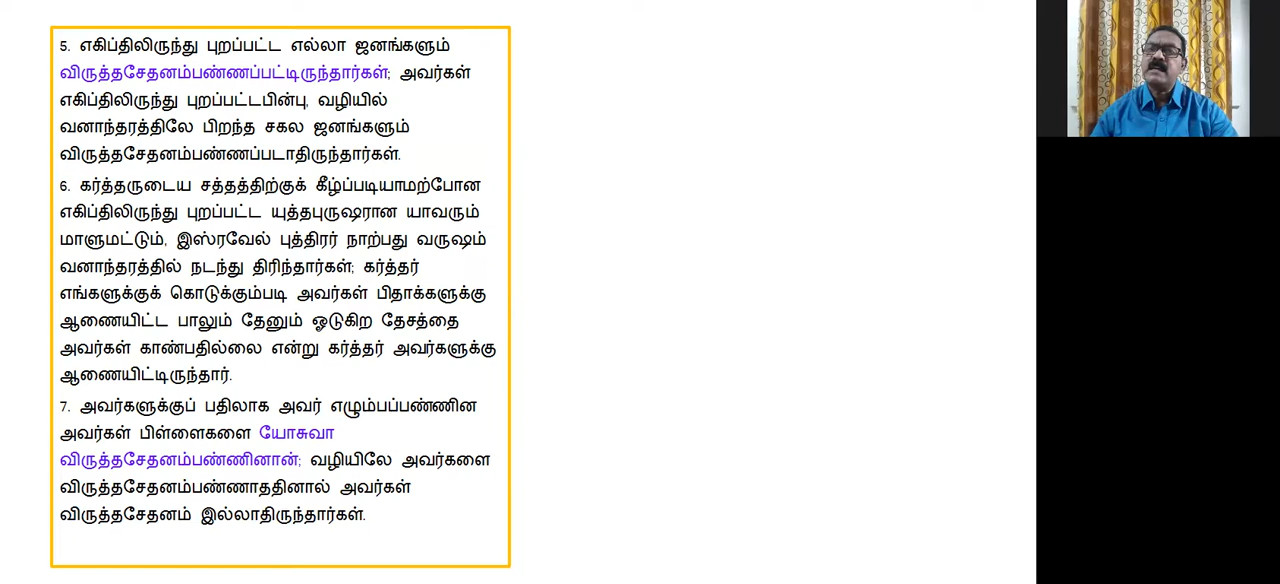 5. எகிப்திலிருந்து புறப்பட்ட எல்லா ஜனங்களும்
விருத்தசேதனம்பண்ணப்பட்டிருந்தார்கள்; அவர்கள்
எகிப்திலிருந்து புறப்பட்டபின்பு, வழியில்
வனாந்தரத்திலே பிறந்த சகல ஜனங்களும்
விருத்தசேதனம்பண்ணப்படாதிருந்தார்கள்.
6. கர்த்தருடைய சத்தத்திற்குக் கீழ்ப்படியாமற்போன
எகிப்திலிருந்து புறப்பட்ட யுத்தபுருஷரான யாவரும்
மாளுமட்டும், இஸ்ரவேல் புத்திரர் நாற்பது வருஷம்
வனாந்தரத்தில் நடந்து திரிந்தார்கள்; கர்த்தர்
எங்களுக்குக் கொடுக்கும்படி அவர்கள் பிதாக்களுக்கு
ஆணையிட்ட பாலும் தேனும் ஓடுகிற தேசத்தை
அவர்கள் காண்பதில்லை என்று கர்த்தர் அவர்களுக்கு
ஆணையிட்டிருந்தார்.
7. அவர்களுக்குப் பதிலாக அவர் எழும்பப்பண்ணின
அவர்கள் பிள்ளைகளை யோசுவா
விருத்தசேதனம்பண்ணினான்; வழியிலே அவர்களை
விருத்தசேதனம்பண்ணாததினால் அவர்கள்
விருத்தசேதனம் இல்லாதிருந்தார்கள்.